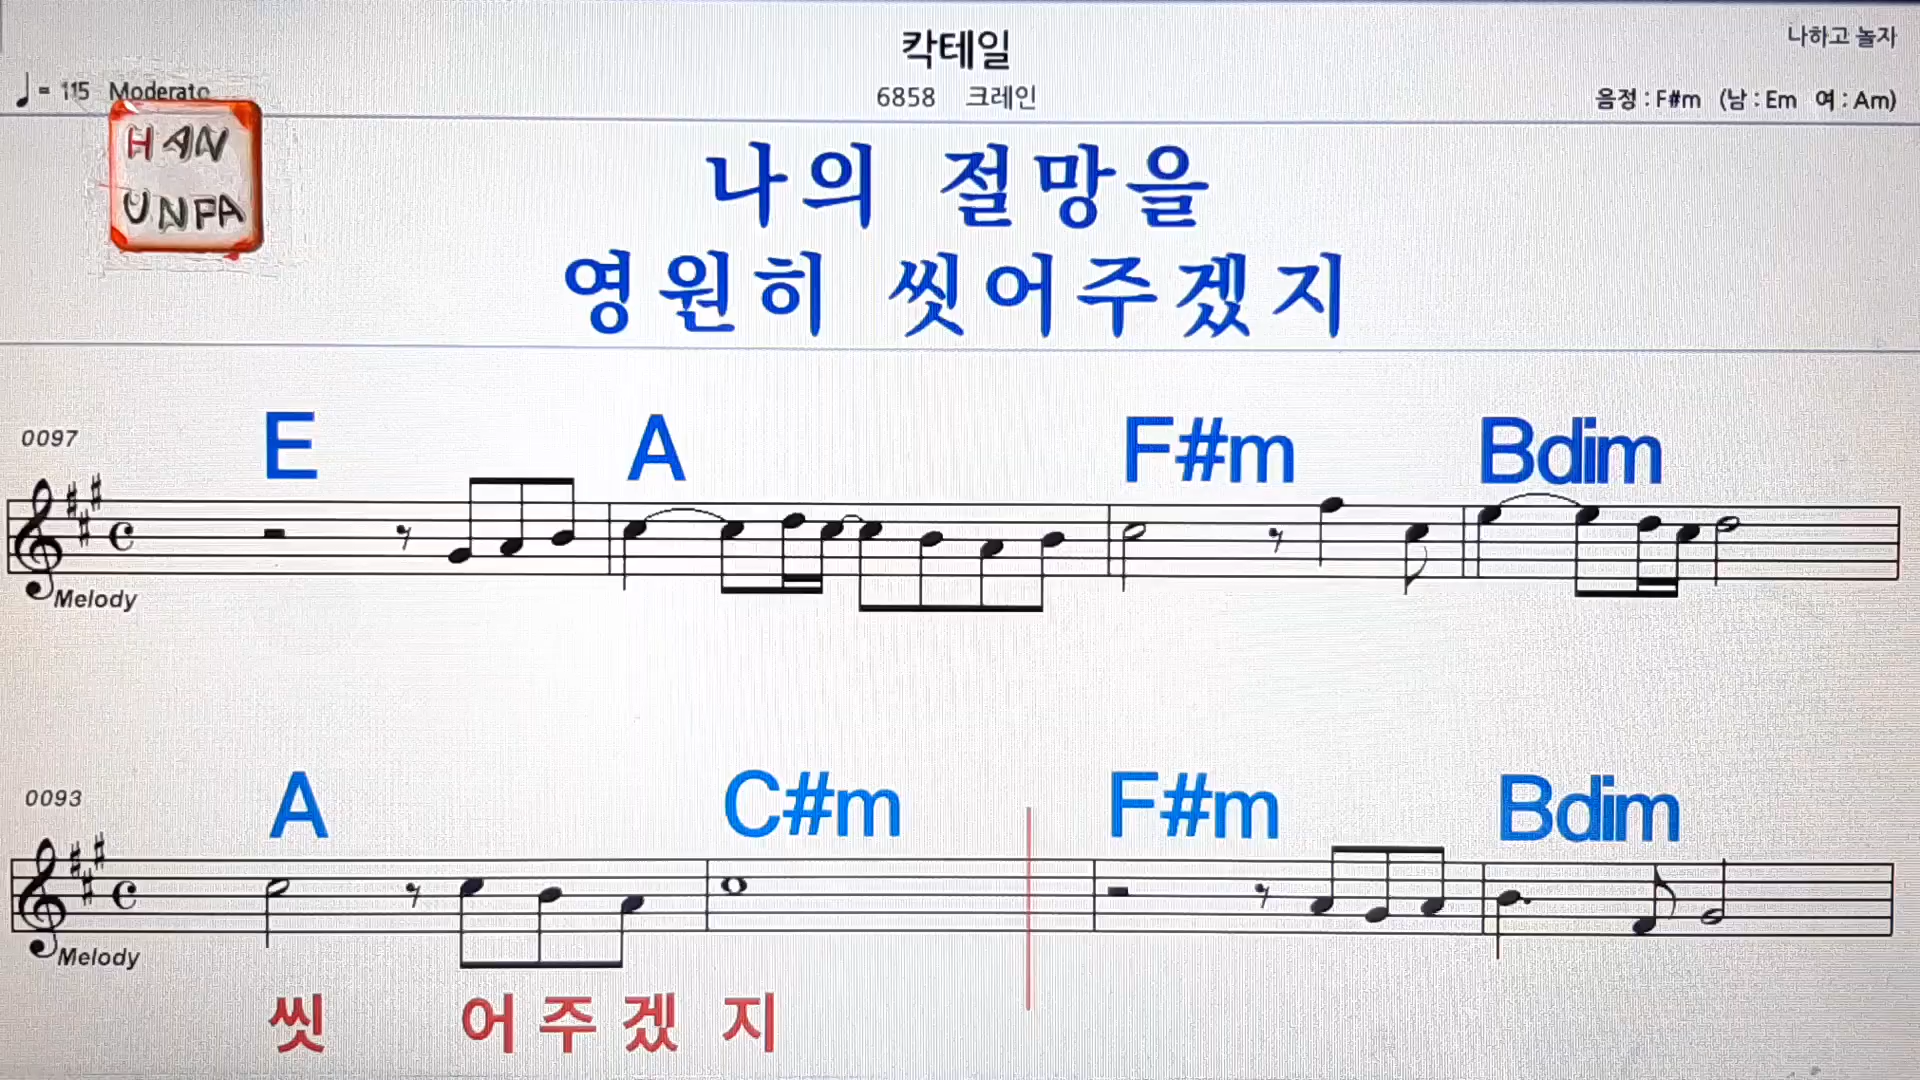 칵테일
나하고 놀자
♩ = 115 Moderato
6858 크레인
음정 : F#m (남 : Em 여 : Am)
HAN
UNFA
나의 절망을
영원히 씻어주겠지
0097
E A F#m Bdim
Melody
0093
A C#m F#m Bdim
Melody
씻 어 주 겠 지